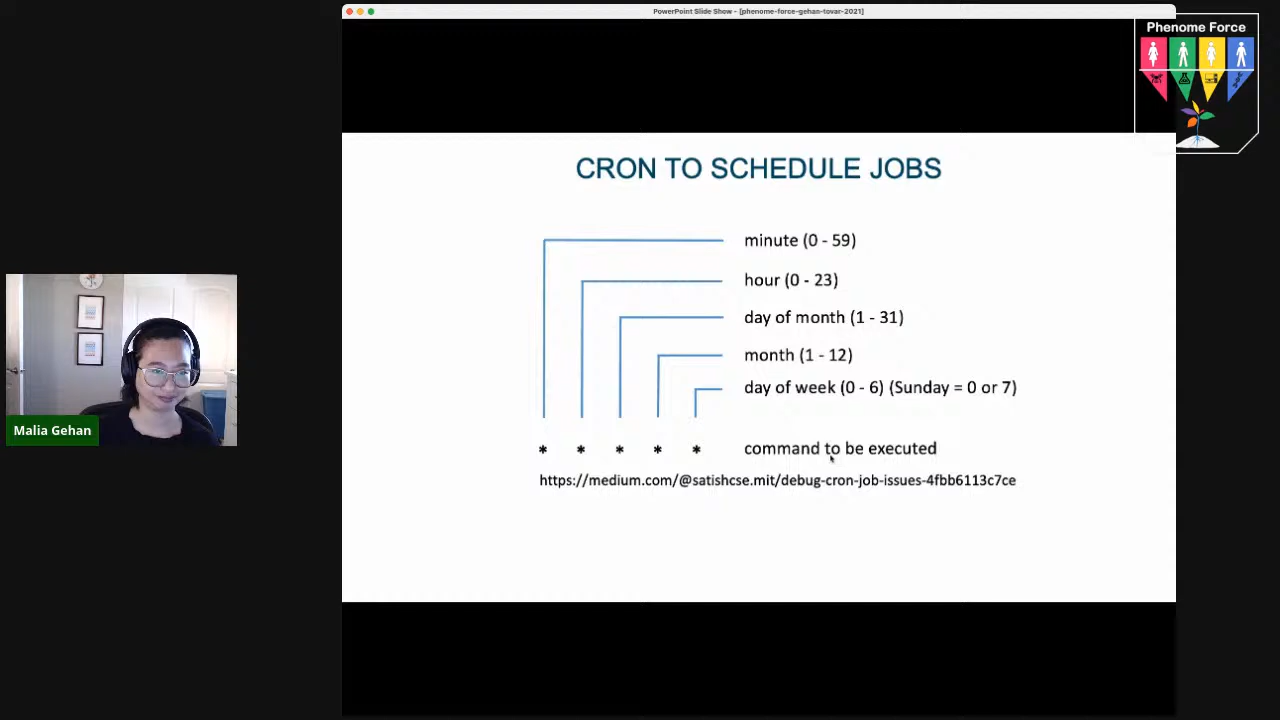 PowerPoint Slide Show - [phenome-force-gehan-tovar-2021]
Phenome Force
CRON TO SCHEDULE JOBS
minute (0 - 59)
hour (0 - 23)
day of month (1 - 31)
month (1 - 12)
day of week (0 - 6) (Sunday = 0 or 7)
* * * * * command to be executed
https://medium.com/@satishcse.mit/debug-cron-job-issues-4fbb6113c7ce
Malia Gehan